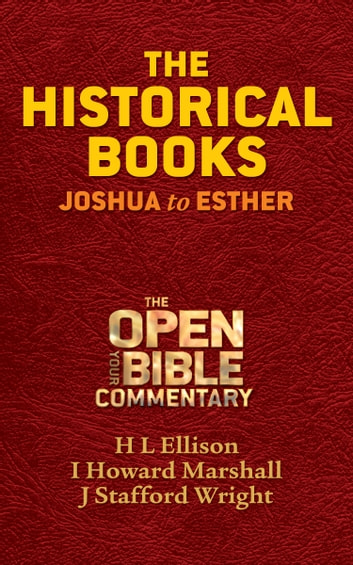 THE
HISTORICAL
BOOKS
JOSHUA to ESTHER
THE
OPEN
YOUR
BIBLE
COMMENTARY
H L Ellison
I Howard Marshall
J Stafford Wright